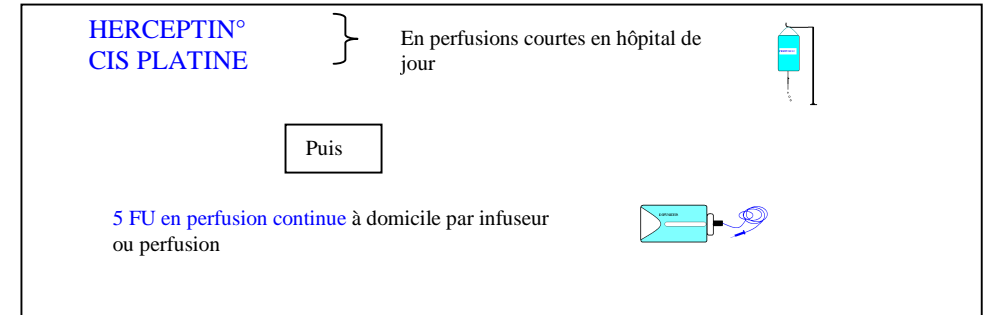 HERCEPTIN°
CIS PLATINE
En perfusions courtes en hôpital de
jour
Puis
5 FU en perfusion continue à domicile par infuseur
ou perfusion